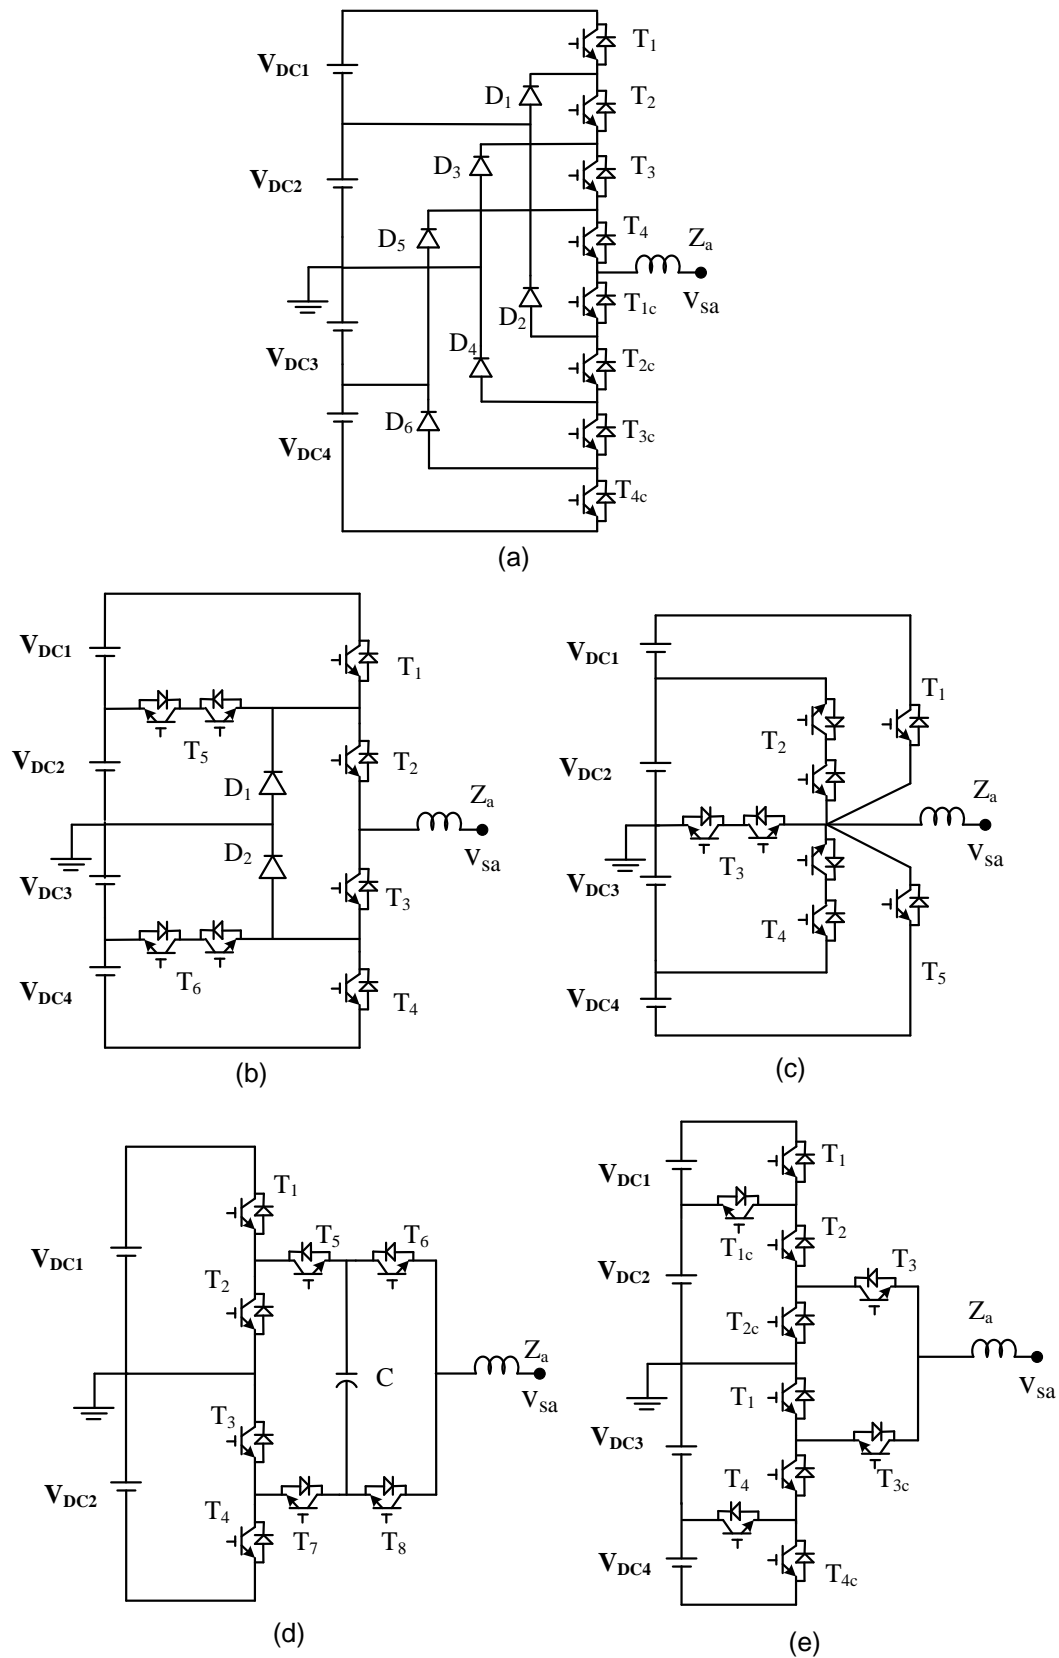 T1
VDC1
D1
T2
D3
T3
VDC2
D5
T4
Za
Vsa
T1c
D2
D4
VDC3
T2c
D6
T3c
VDC4
T4c
(a)
VDC1
T1
T5
VDC2
T2
D1
Za
D2
Vsa
VDC3
T3
T6
VDC4
T4
(b)
VDC1
T1
T2
VDC2
Za
T3
Vsa
VDC3
T4
T5
VDC4
(c)
T1
T5
T6
VDC1
T2
Za
C
Vsa
T3
VDC2
T4
T7
T8
(d)
T1
VDC1
T2
T1c
T3
VDC2
T2c
Za
Vsa
T1
VDC3
T4
T3c
VDC4
T4c
(e)